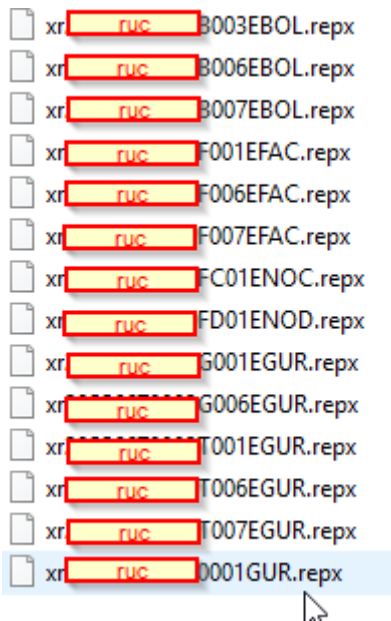 xr ruc B003EBOL.repx
xr ruc B006EBOL.repx
xr. ruc B007EBOL.repx
xr ruc F001EFAC.repx
xr ruc F006EFAC.repx
xr ruc F007EFAC.repx
xr ruc FC01ENOC.repx
xr ruc FD01ENOD.repx
xr. ruc G001EGUR.repx
xr ruc G006EGUR.repx
xr. ruc T001EGUR.repx
xr ruc T006EGUR.repx
xr. ruc T007EGUR.repx
xr ruc 0001GUR.repx